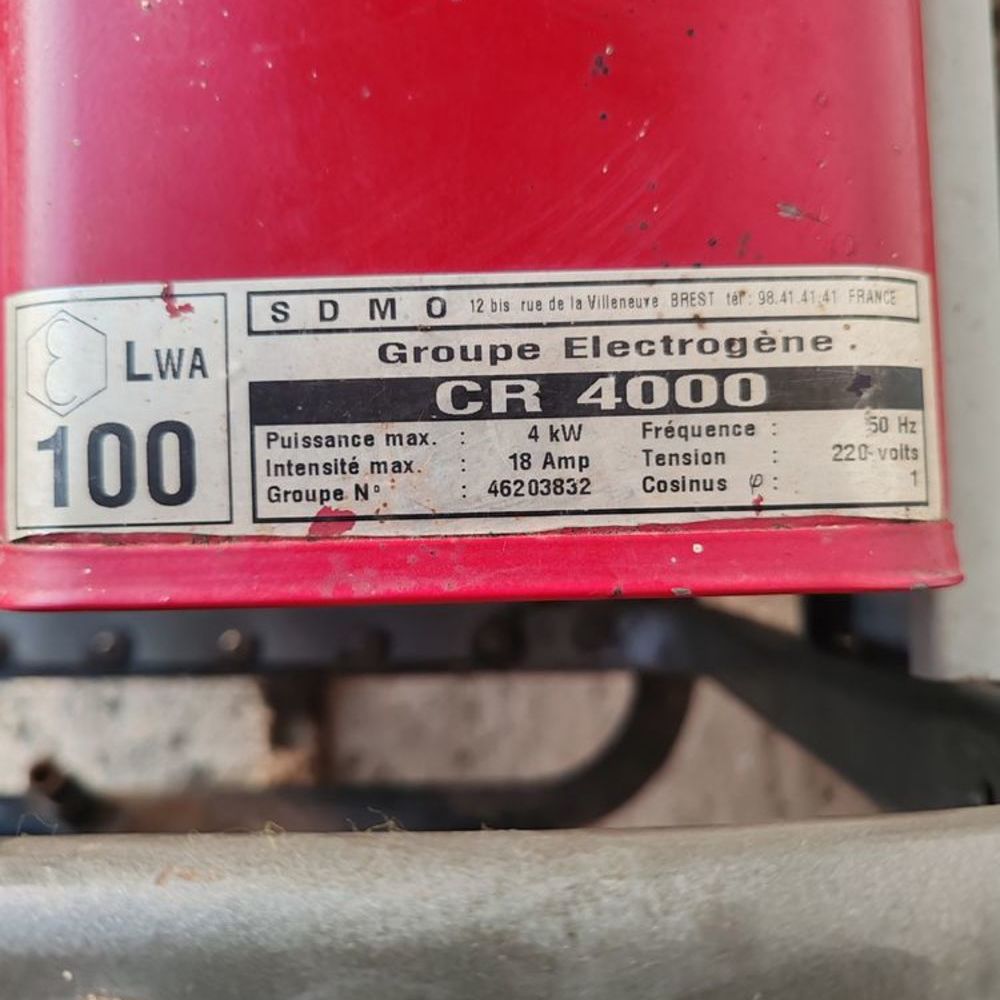 SDMO 12 bis rue de la Villeneuve BREST tél : 98.41.41.41 FRANCE
Groupe Electrogène .
CR 4000
Puissance max. : 4 kW
Intensité max. : 18 Amp
Groupe N° : 46203832
Fréquence : 50 Hz
Tension : 220 volts
Cosinus φ : 1
ε
LWA
100